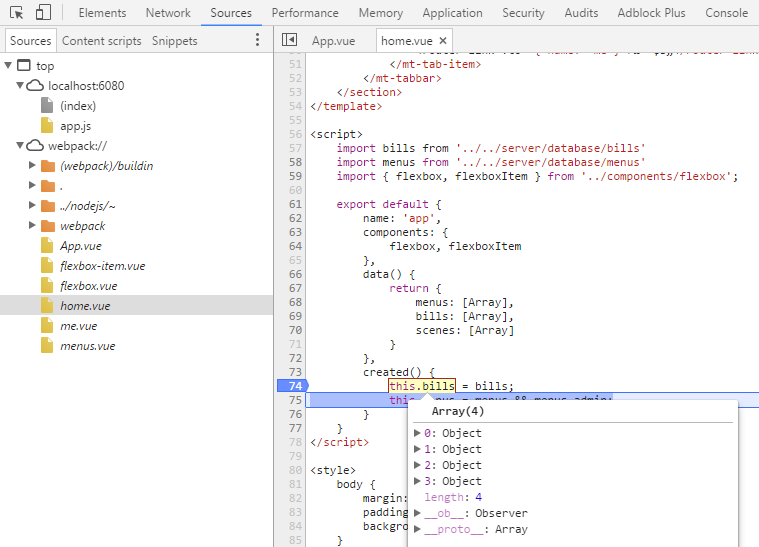 Elements Network Sources Performance Memory Application Security Audits Adblock Plus Console
Sources Content scripts Snippets
App.vue home.vue ×
top
localhost:6080
(index)
app.js
webpack://
(webpack)/buildin
.
../nodejs/~
webpack
App.vue
flexbox-item.vue
flexbox.vue
home.vue
me.vue
menus.vue
51 </mt-tab-item>
52 </mt-tabbar>
53 </section>
54 </template>
55
56 <script>
57 import bills from '../../server/database/bills'
58 import menus from '../../server/database/menus'
59 import { flexbox, flexboxItem } from '../components/flexbox';
60
61 export default {
62 name: 'app',
63 components: {
64 flexbox, flexboxItem
65 },
66 data() {
67 return {
68 menus: [Array],
69 bills: [Array],
70 scenes: [Array]
71 }
72 },
73 created() {
74 this.bills = bills;
75 this nus = menus && menus.admin;
76 }
77 }
78 </script>
79
80 <style>
81 body {
82 margin:
83 padding
84 backgro
85 }
Array(4)
0: Object
1: Object
2: Object
3: Object
length: 4
__ob__: Observer
__proto__: Array